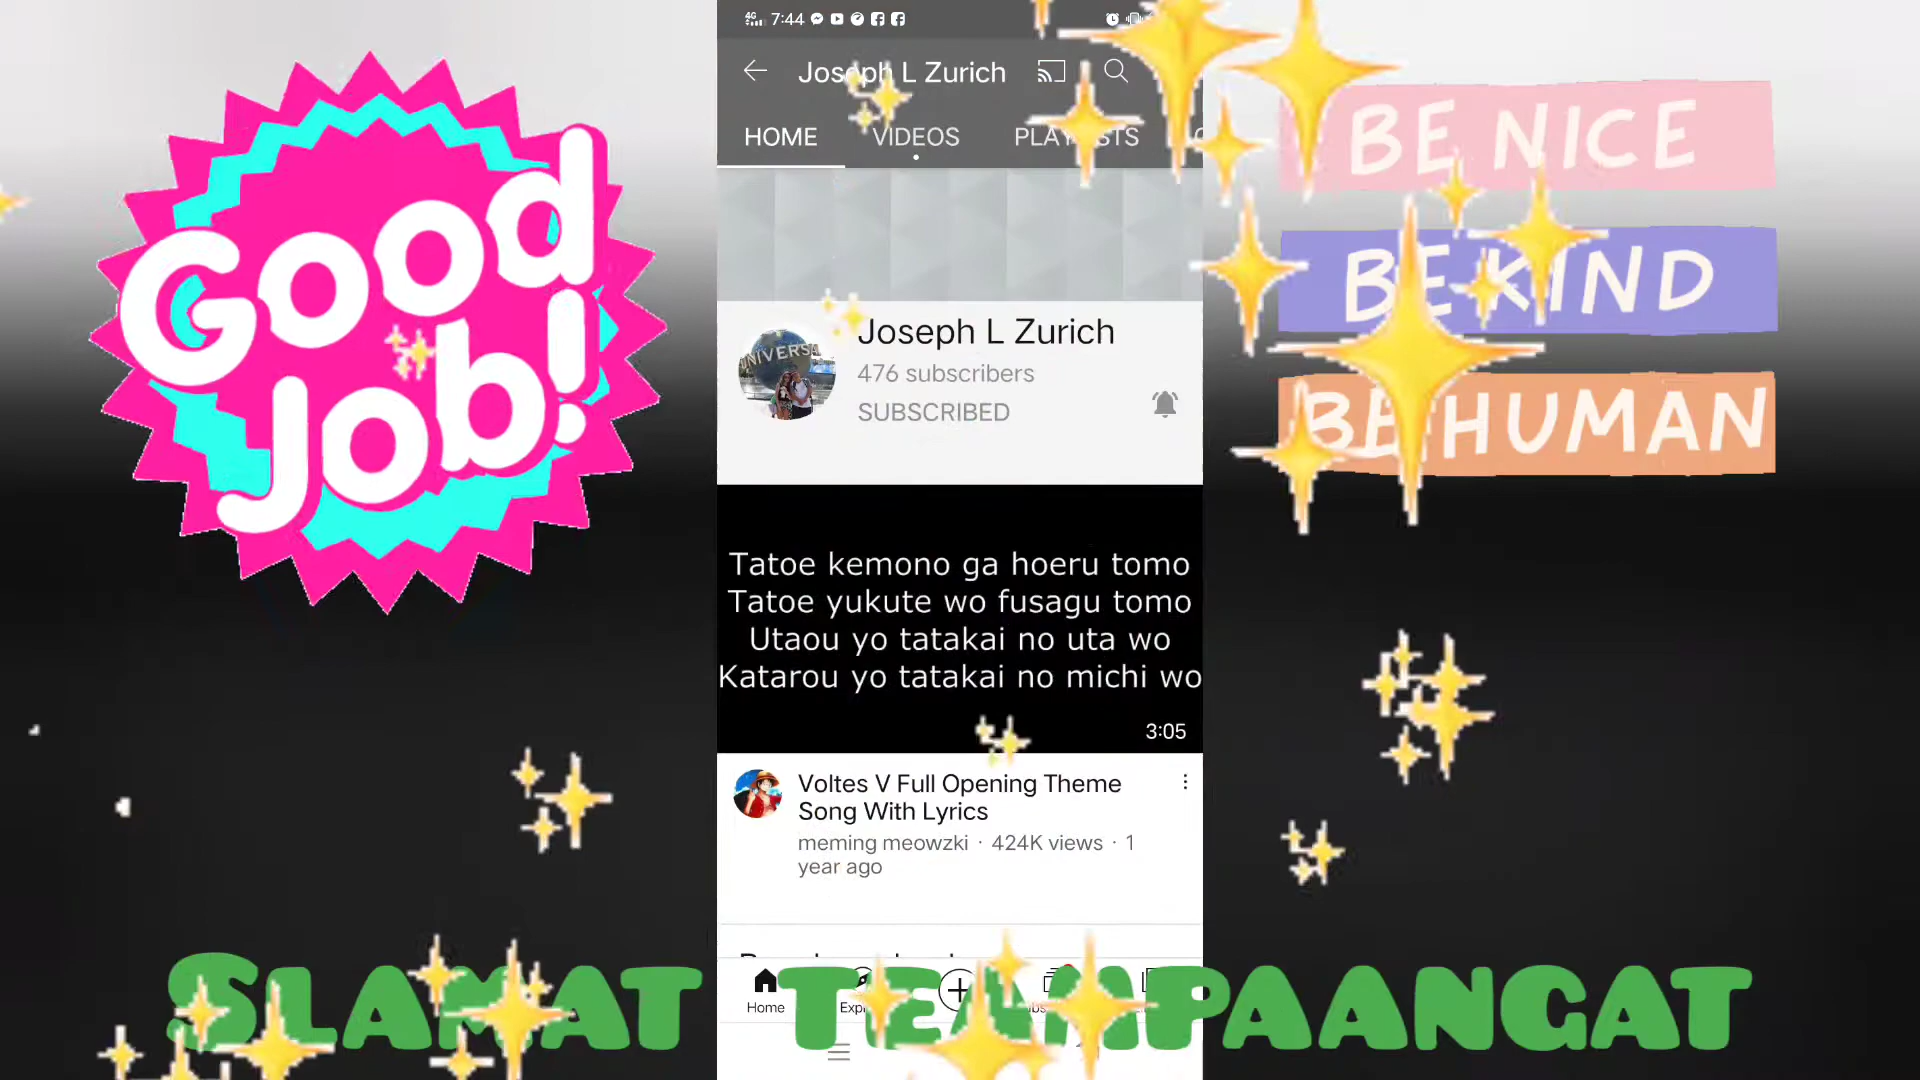 4G 7:44
Joseph L Zurich
HOME VIDEOS
Good
Job!
BE NICE
BE KIND
BE HUMAN
UNIVERSAL
Joseph L Zurich
476 subscribers
SUBSCRIBED
Tatoe kemono ga hoeru tomo
Tatoe yukute wo fusagu tomo
Utaou yo tatakai no uta wo
Katarou yo tatakai no michi wo
3:05
Voltes V Full Opening Theme
Song With Lyrics
meming meowzki · 424K views · 1
year ago
Home
SLAMAT TEAMPAANGAT